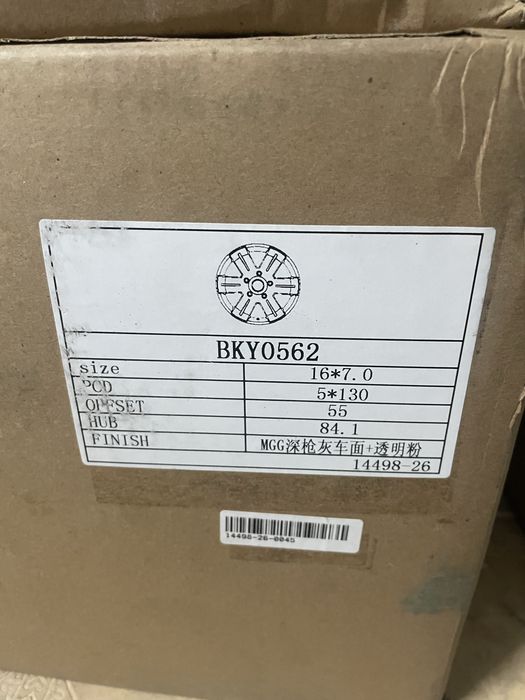 BKY0562
size 16*7.0
PCD 5*130
OFFSET 55
HUB 84.1
FINISH MGG深枪灰车面+透明粉
14498-26
14498-26-0045